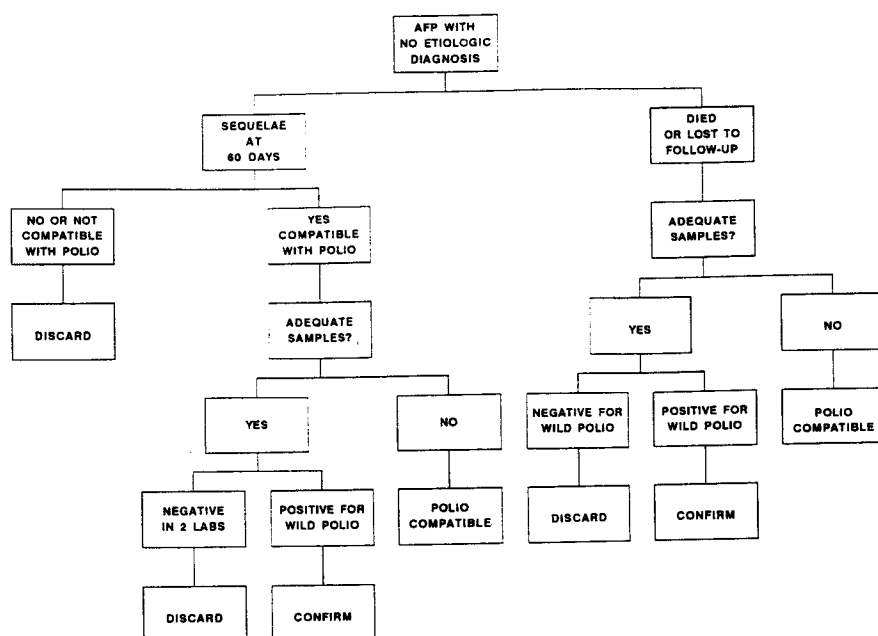 AFP WITH
NO ETIOLOGIC
DIAGNOSIS
SEQUELAE
AT
60 DAYS
DIED
OR LOST TO
FOLLOW-UP
NO OR NOT
COMPATIBLE
WITH POLIO
YES
COMPATIBLE
WITH POLIO
ADEQUATE
SAMPLES?
DISCARD
ADEQUATE
SAMPLES?
YES
NO
YES
NO
NEGATIVE FOR
WILD POLIO
POSITIVE FOR
WILD POLIO
POLIO
COMPATIBLE
NEGATIVE
IN 2 LABS
POSITIVE FOR
WILD POLIO
POLIO
COMPATIBLE
DISCARD
CONFIRM
DISCARD
CONFIRM